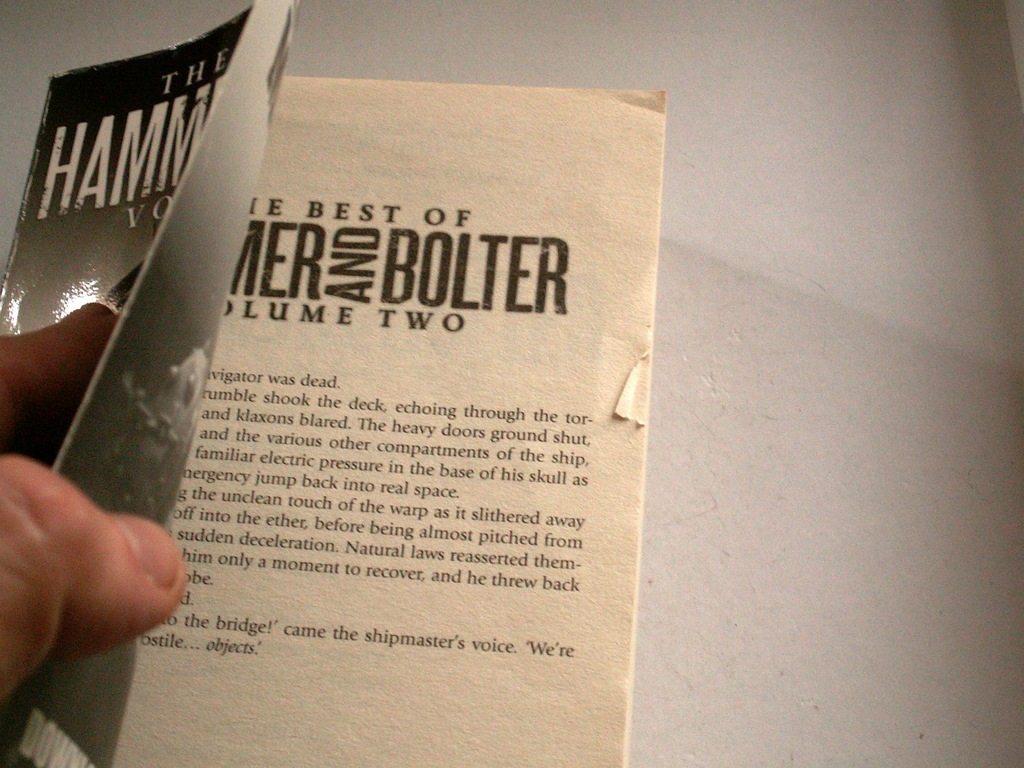 THE
HAMM
VO
BEST OF
MER AND BOLTER
VOLUME TWO
was dead.
rumble shook the deck, echoing through the tor-
and klaxons blared. The heavy doors ground shut,
and the various other compartments of the ship,
familiar electric pressure in the base of his skull as
jump back into real space.
the unclean touch of the warp as it slithered away
off into the ether, before being almost pitched from
sudden deceleration. Natural laws reasserted them-
him only a moment to recover, and he threw back
to the bridge!' came the shipmaster's voice. 'We're
ostile... objects.'